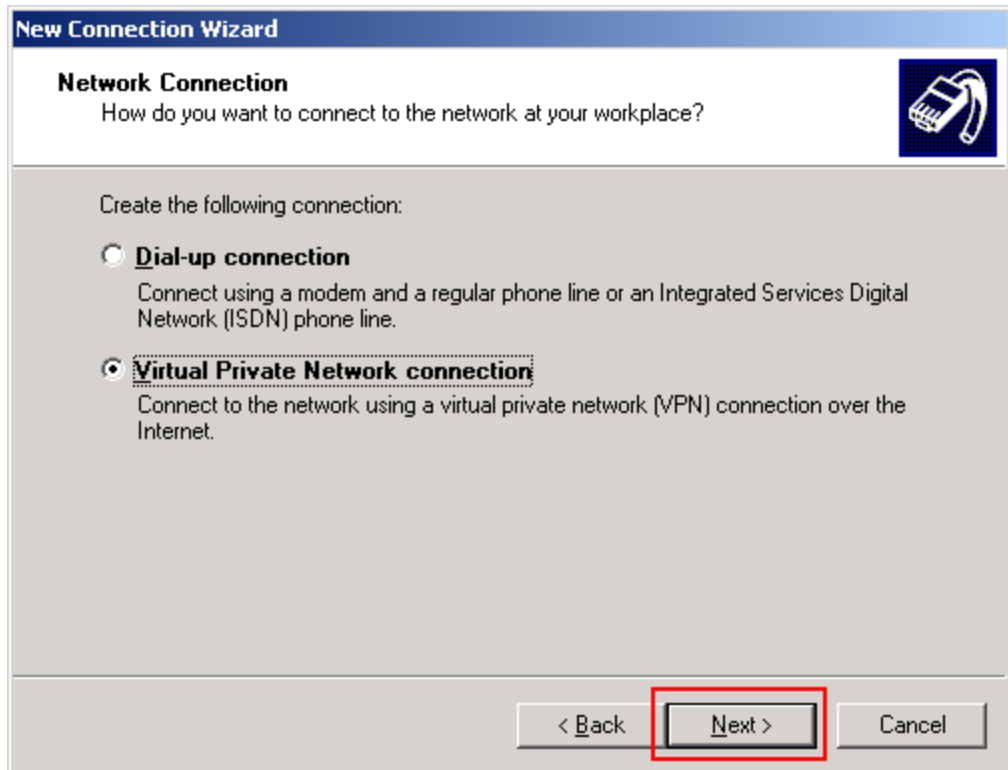 New Connection Wizard
Network Connection
How do you want to connect to the network at your workplace?
Create the following connection:
Dial-up connection
Connect using a modem and a regular phone line or an Integrated Services Digital
Network (ISDN) phone line.
Virtual Private Network connection
Connect to the network using a virtual private network (VPN) connection over the
Internet.
< Back
Next >
Cancel